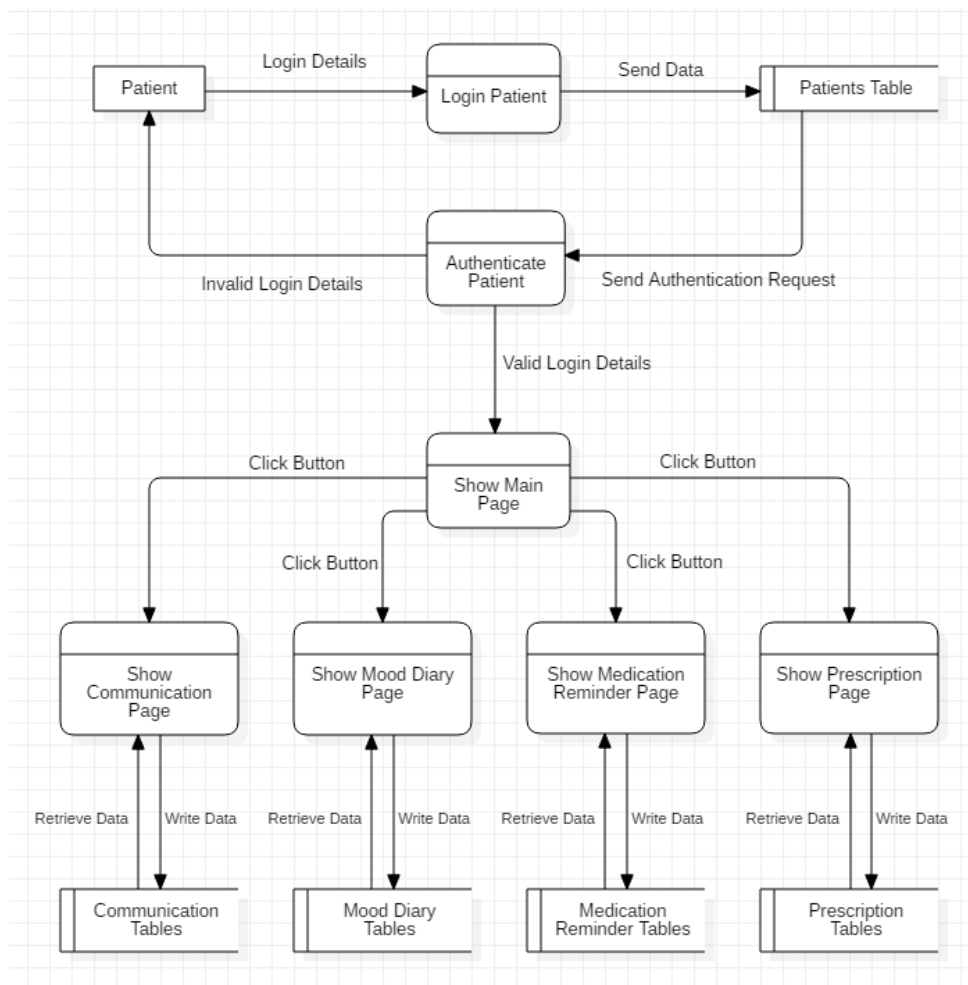 Login Details
Patient
Login Patient
Send Data
Patients Table
Authenticate
Patient
Invalid Login Details
Send Authentication Request
Valid Login Details
Click Button
Show Main
Page
Click Button
Click Button
Click Button
Show
Communication
Page
Show Mood Diary
Page
Show Medication
Reminder Page
Show Prescription
Page
Retrieve Data
Write Data
Retrieve Data
Write Data
Retrieve Data
Write Data
Retrieve Data
Write Data
Communication
Tables
Mood Diary
Tables
Medication
Reminder Tables
Prescription
Tables